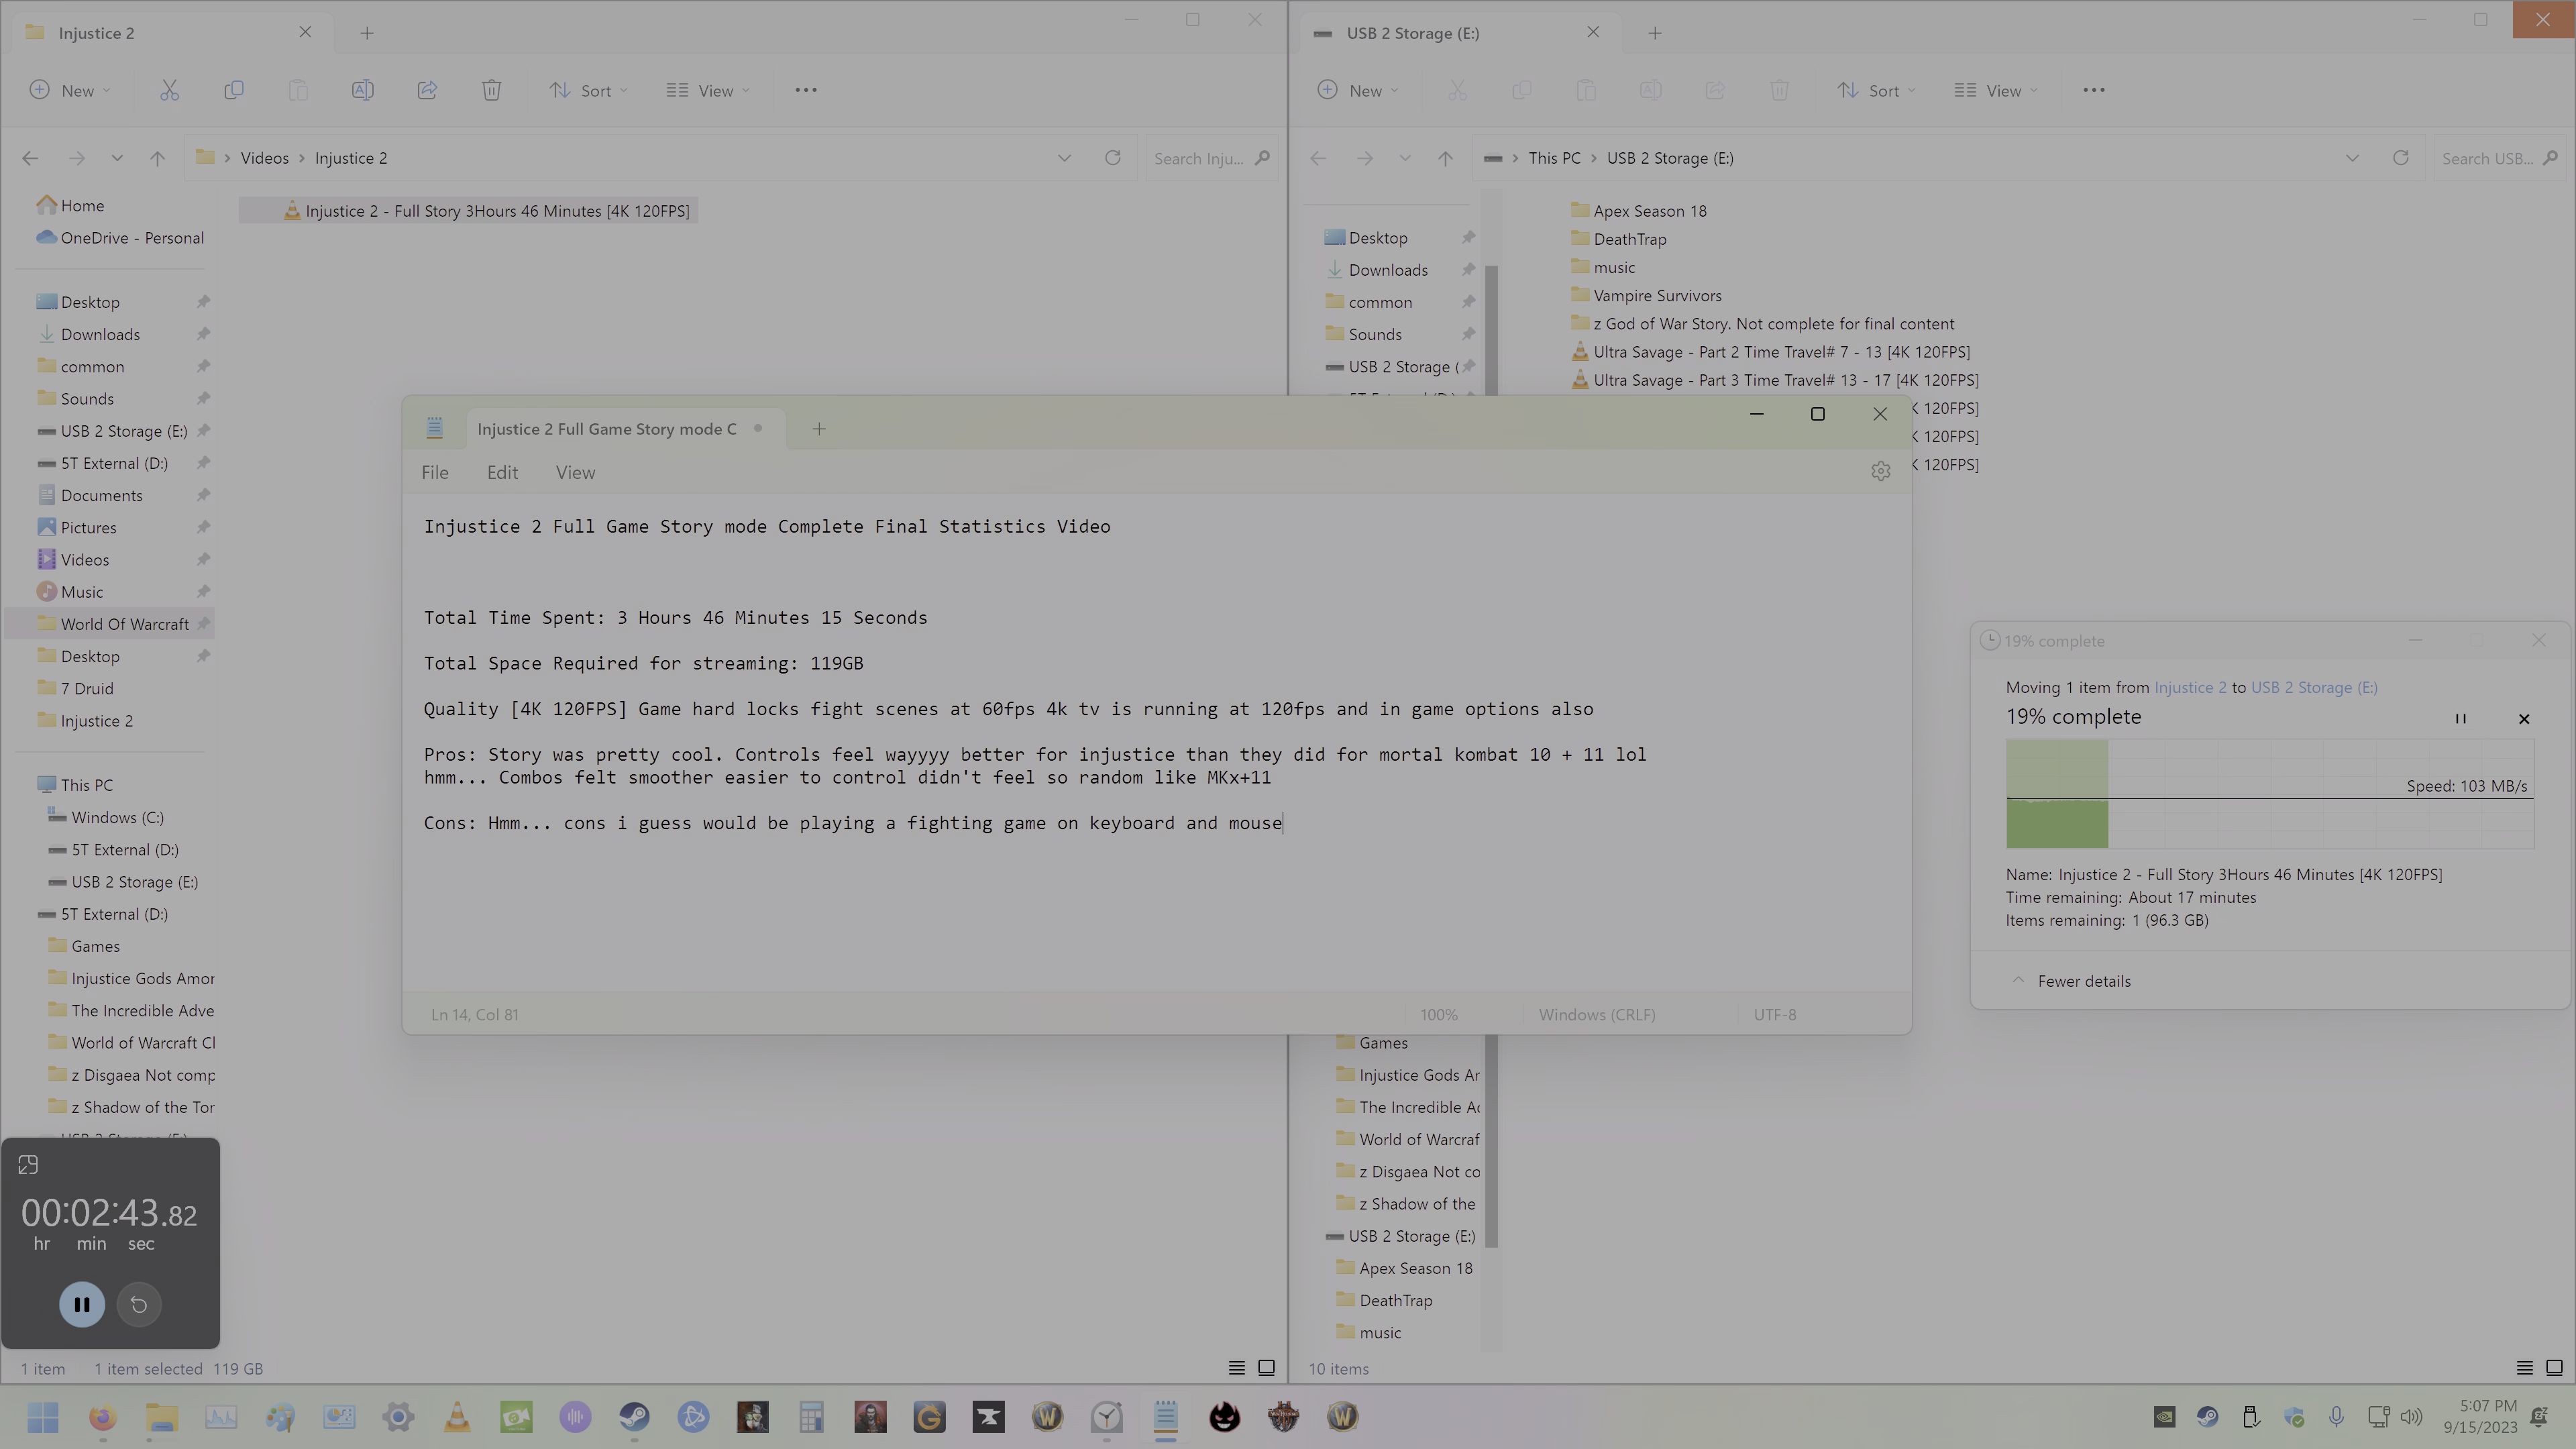 Injustice 2
New
Sort
View
Videos
Injustice 2
Search Inju...
Home
OneDrive - Personal
Desktop
Downloads
common
Sounds
USB 2 Storage (E:)
5T External (D:)
Documents
Pictures
Videos
Music
World Of Warcraft
Desktop
7 Druid
Injustice 2
This PC
Windows (C:)
5T External (D:)
USB 2 Storage (E:)
5T External (D:)
Games
Injustice Gods Amor
The Incredible Adve
World of Warcraft Cl
z Disgaea Not comp
z Shadow of the Tor
Injustice 2 - Full Story 3Hours 46 Minutes [4K 120FPS]
1 item
1 item selected 119 GB
USB 2 Storage (E:)
New
Sort
View
This PC
USB 2 Storage (E:)
Search USB...
Desktop
Downloads
common
Sounds
USB 2 Storage (
Apex Season 18
DeathTrap
music
Vampire Survivors
z God of War Story. Not complete for final content
Ultra Savage - Part 2 Time Travel# 7 - 13 [4K 120FPS]
Ultra Savage - Part 3 Time Travel# 13 - 17 [4K 120FPS]
K 120FPS]
K 120FPS]
K 120FPS]
Games
Injustice Gods Ar
The Incredible Ad
World of Warcraf
z Disgaea Not co
z Shadow of the
USB 2 Storage (E:)
Apex Season 18
DeathTrap
music
10 items
Injustice 2 Full Game Story mode C
File
Edit
View
Injustice 2 Full Game Story mode Complete Final Statistics Video
Total Time Spent: 3 Hours 46 Minutes 15 Seconds
Total Space Required for streaming: 119GB
Quality [4K 120FPS] Game hard locks fight scenes at 60fps 4k tv is running at 120fps and in game options also
Pros: Story was pretty cool. Controls feel wayyyy better for injustice than they did for mortal kombat 10 + 11 lol
hmm... Combos felt smoother easier to control didn't feel so random like MKx+11
Cons: Hmm... cons i guess would be playing a fighting game on keyboard and mouse
Ln 14, Col 81
100%
Windows (CRLF)
UTF-8
19% complete
Moving 1 item from Injustice 2 to USB 2 Storage (E:)
19% complete
Speed: 103 MB/s
Name: Injustice 2 - Full Story 3Hours 46 Minutes [4K 120FPS]
Time remaining: About 17 minutes
Items remaining: 1 (96.3 GB)
Fewer details
00:02:43.82
hr min sec
5:07 PM
9/15/2023